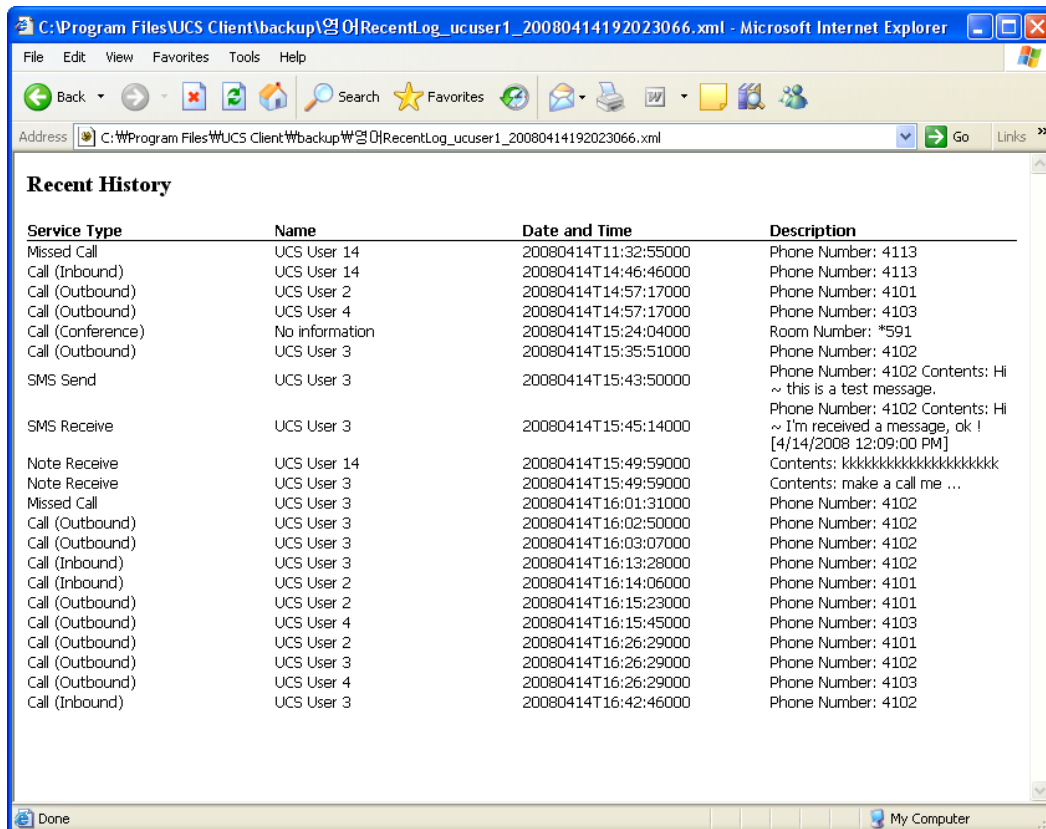 C:\Program Files\UCS Client\backup\영어RecentLog_ucuser1_20080414192023066.xml - Microsoft Internet Explorer
File Edit View Favorites Tools Help
Back Search Favorites
Address C:₩Program Files₩UCS Client₩backup₩영어RecentLog_ucuser1_20080414192023066.xml Go Links »
Recent History
Service Type Name Date and Time Description
Missed Call UCS User 14 20080414T11:32:55000 Phone Number: 4113
Call (Inbound) UCS User 14 20080414T14:46:46000 Phone Number: 4113
Call (Outbound) UCS User 2 20080414T14:57:17000 Phone Number: 4101
Call (Outbound) UCS User 4 20080414T14:57:17000 Phone Number: 4103
Call (Conference) No information 20080414T15:24:04000 Room Number: *591
Call (Outbound) UCS User 3 20080414T15:35:51000 Phone Number: 4102
SMS Send UCS User 3 20080414T15:43:50000 Phone Number: 4102 Contents: Hi
~ this is a test message.
SMS Receive UCS User 3 20080414T15:45:14000 Phone Number: 4102 Contents: Hi
~ I'm received a message, ok !
[4/14/2008 12:09:00 PM]
Note Receive UCS User 14 20080414T15:49:59000 Contents: kkkkkkkkkkkkkkkkkkkkk
Note Receive UCS User 3 20080414T15:49:59000 Contents: make a call me ...
Missed Call UCS User 3 20080414T16:01:31000 Phone Number: 4102
Call (Outbound) UCS User 3 20080414T16:02:50000 Phone Number: 4102
Call (Outbound) UCS User 3 20080414T16:03:07000 Phone Number: 4102
Call (Inbound) UCS User 3 20080414T16:13:28000 Phone Number: 4102
Call (Inbound) UCS User 2 20080414T16:14:06000 Phone Number: 4101
Call (Outbound) UCS User 2 20080414T16:15:23000 Phone Number: 4101
Call (Outbound) UCS User 4 20080414T16:15:45000 Phone Number: 4103
Call (Outbound) UCS User 2 20080414T16:26:29000 Phone Number: 4101
Call (Outbound) UCS User 3 20080414T16:26:29000 Phone Number: 4102
Call (Outbound) UCS User 4 20080414T16:26:29000 Phone Number: 4103
Call (Inbound) UCS User 3 20080414T16:42:46000 Phone Number: 4102
Done My Computer